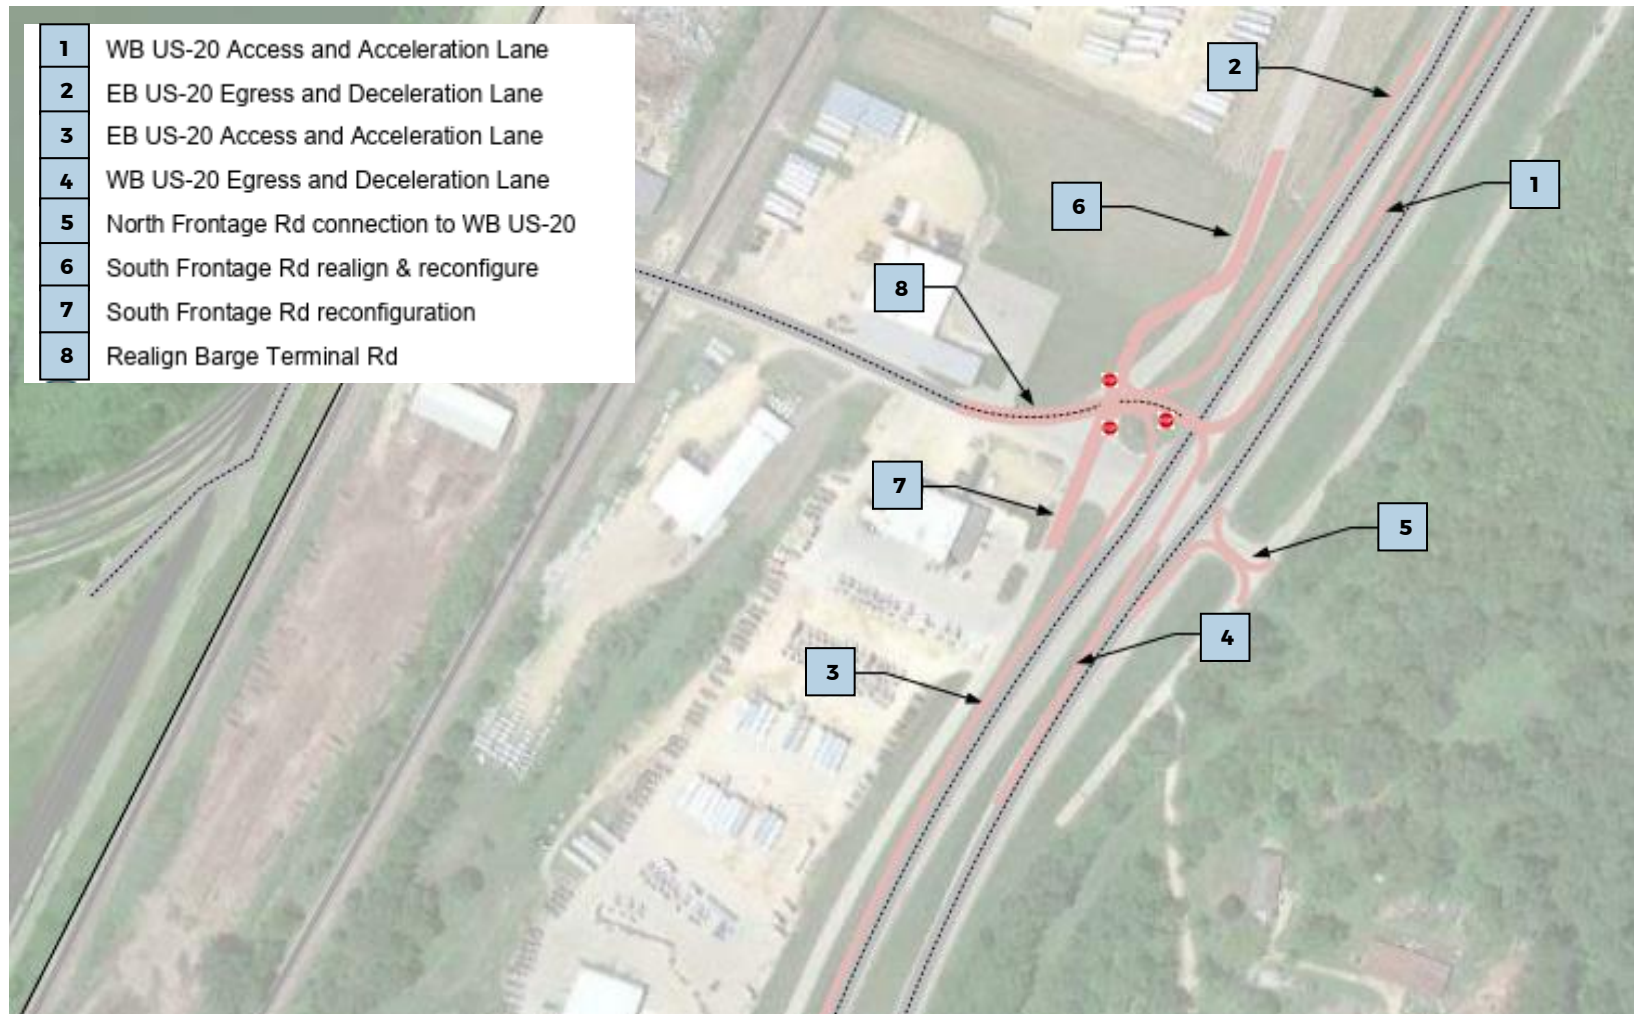 1 WB US-20 Access and Acceleration Lane
2 EB US-20 Egress and Deceleration Lane
3 EB US-20 Access and Acceleration Lane
4 WB US-20 Egress and Deceleration Lane
5 North Frontage Rd connection to WB US-20
6 South Frontage Rd realign & reconfigure
7 South Frontage Rd reconfiguration
8 Realign Barge Terminal Rd
2
1
6
8
7
5
4
3